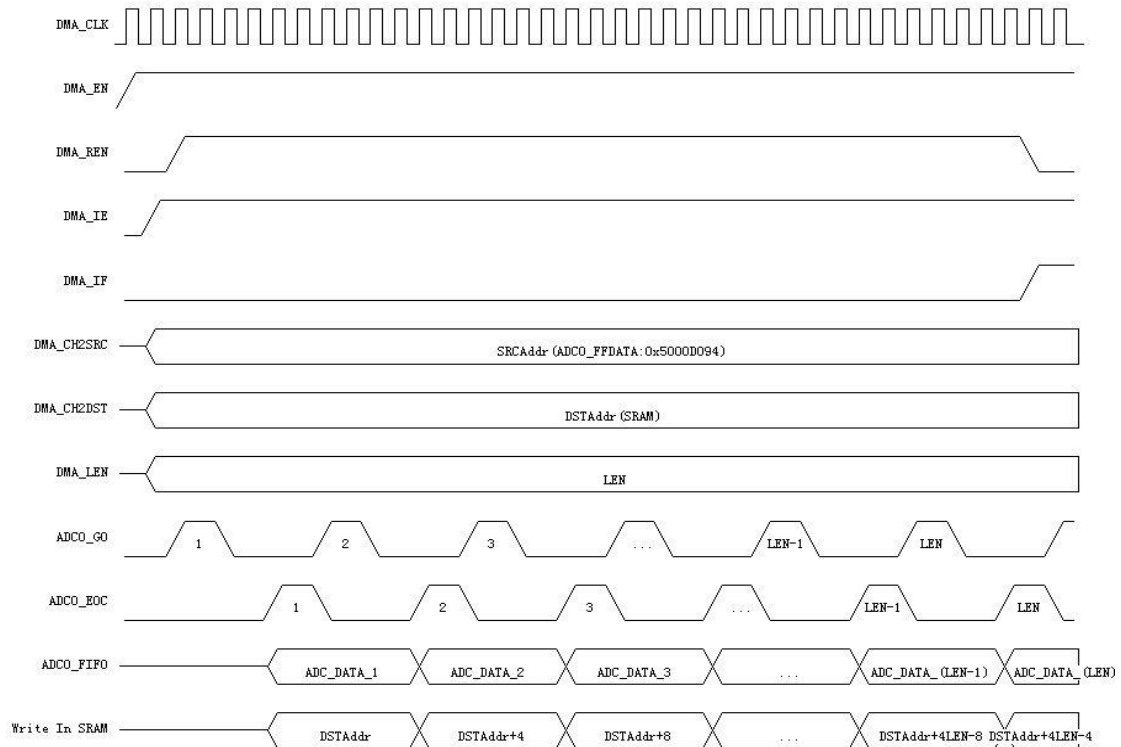 DMA_CLK
DMA_EN
DMA_REN
DMA_IE
DMA_IF
DMA_CH2SRC SRCAddr(ADC0_FFDATA:0x5000D094)
DMA_CH2DST DSTAddr(SRAM)
DMA_LEN LEN
ADC0_GO 1 2 3 ... LEN-1 LEN
ADC0_EOC 1 2 3 ... LEN-1 LEN
ADC0_FIFO ADC_DATA_1 ADC_DATA_2 ADC_DATA_3 ... ADC_DATA_(LEN-1) ADC_DATA_(LEN)
Write In SRAM DSTAddr DSTAddr+4 DSTAddr+8 ... DSTAddr+4LEN-8 DSTAddr+4LEN-4